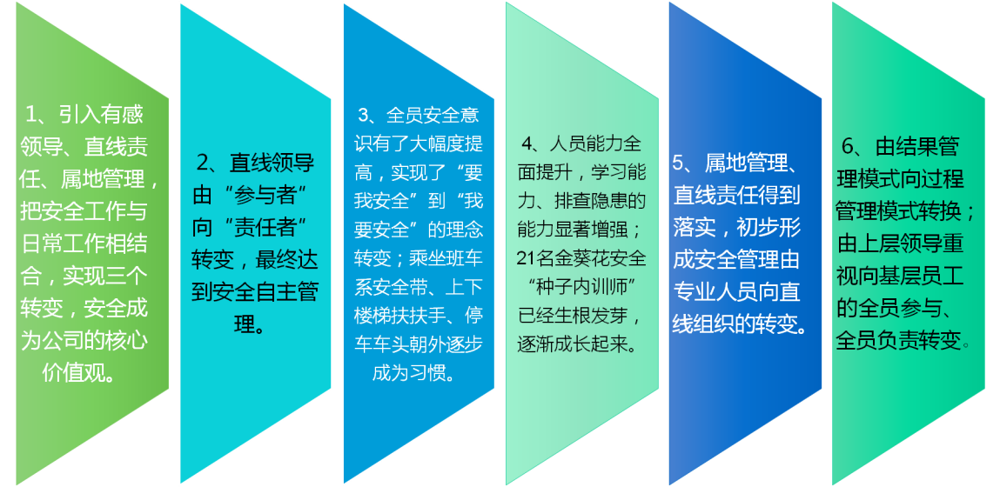 1、引入有感
领导、直线责
任、属地管理，
把安全工作与
日常工作相结
合，实现三个
转变，安全成
为公司的核心
价值观。
2、直线领导
由“参与者”
向“责任者”
转变，最终达
到安全自主管
理。
3、全员安全意
识有了大幅度提
高，实现了“要
我安全”到“我
要安全”的理念
转变；乘坐班车
系安全带、上下
楼梯扶扶手、停
车车头朝外逐步
成为习惯。
4、人员能力全
面提升，学习能
力、排查隐患的
能力显著增强；
21名金葵花安全
“种子内训师”
已经生根发芽，
逐渐成长起来。
5、属地管理、
直线责任得到
落实，初步形
成安全管理由
专业人员向直
线组织的转变。
6、由结果管
理模式向过程
管理模式转换；
由上层领导重
视向基层员工
的全员参与、
全员负责转变。